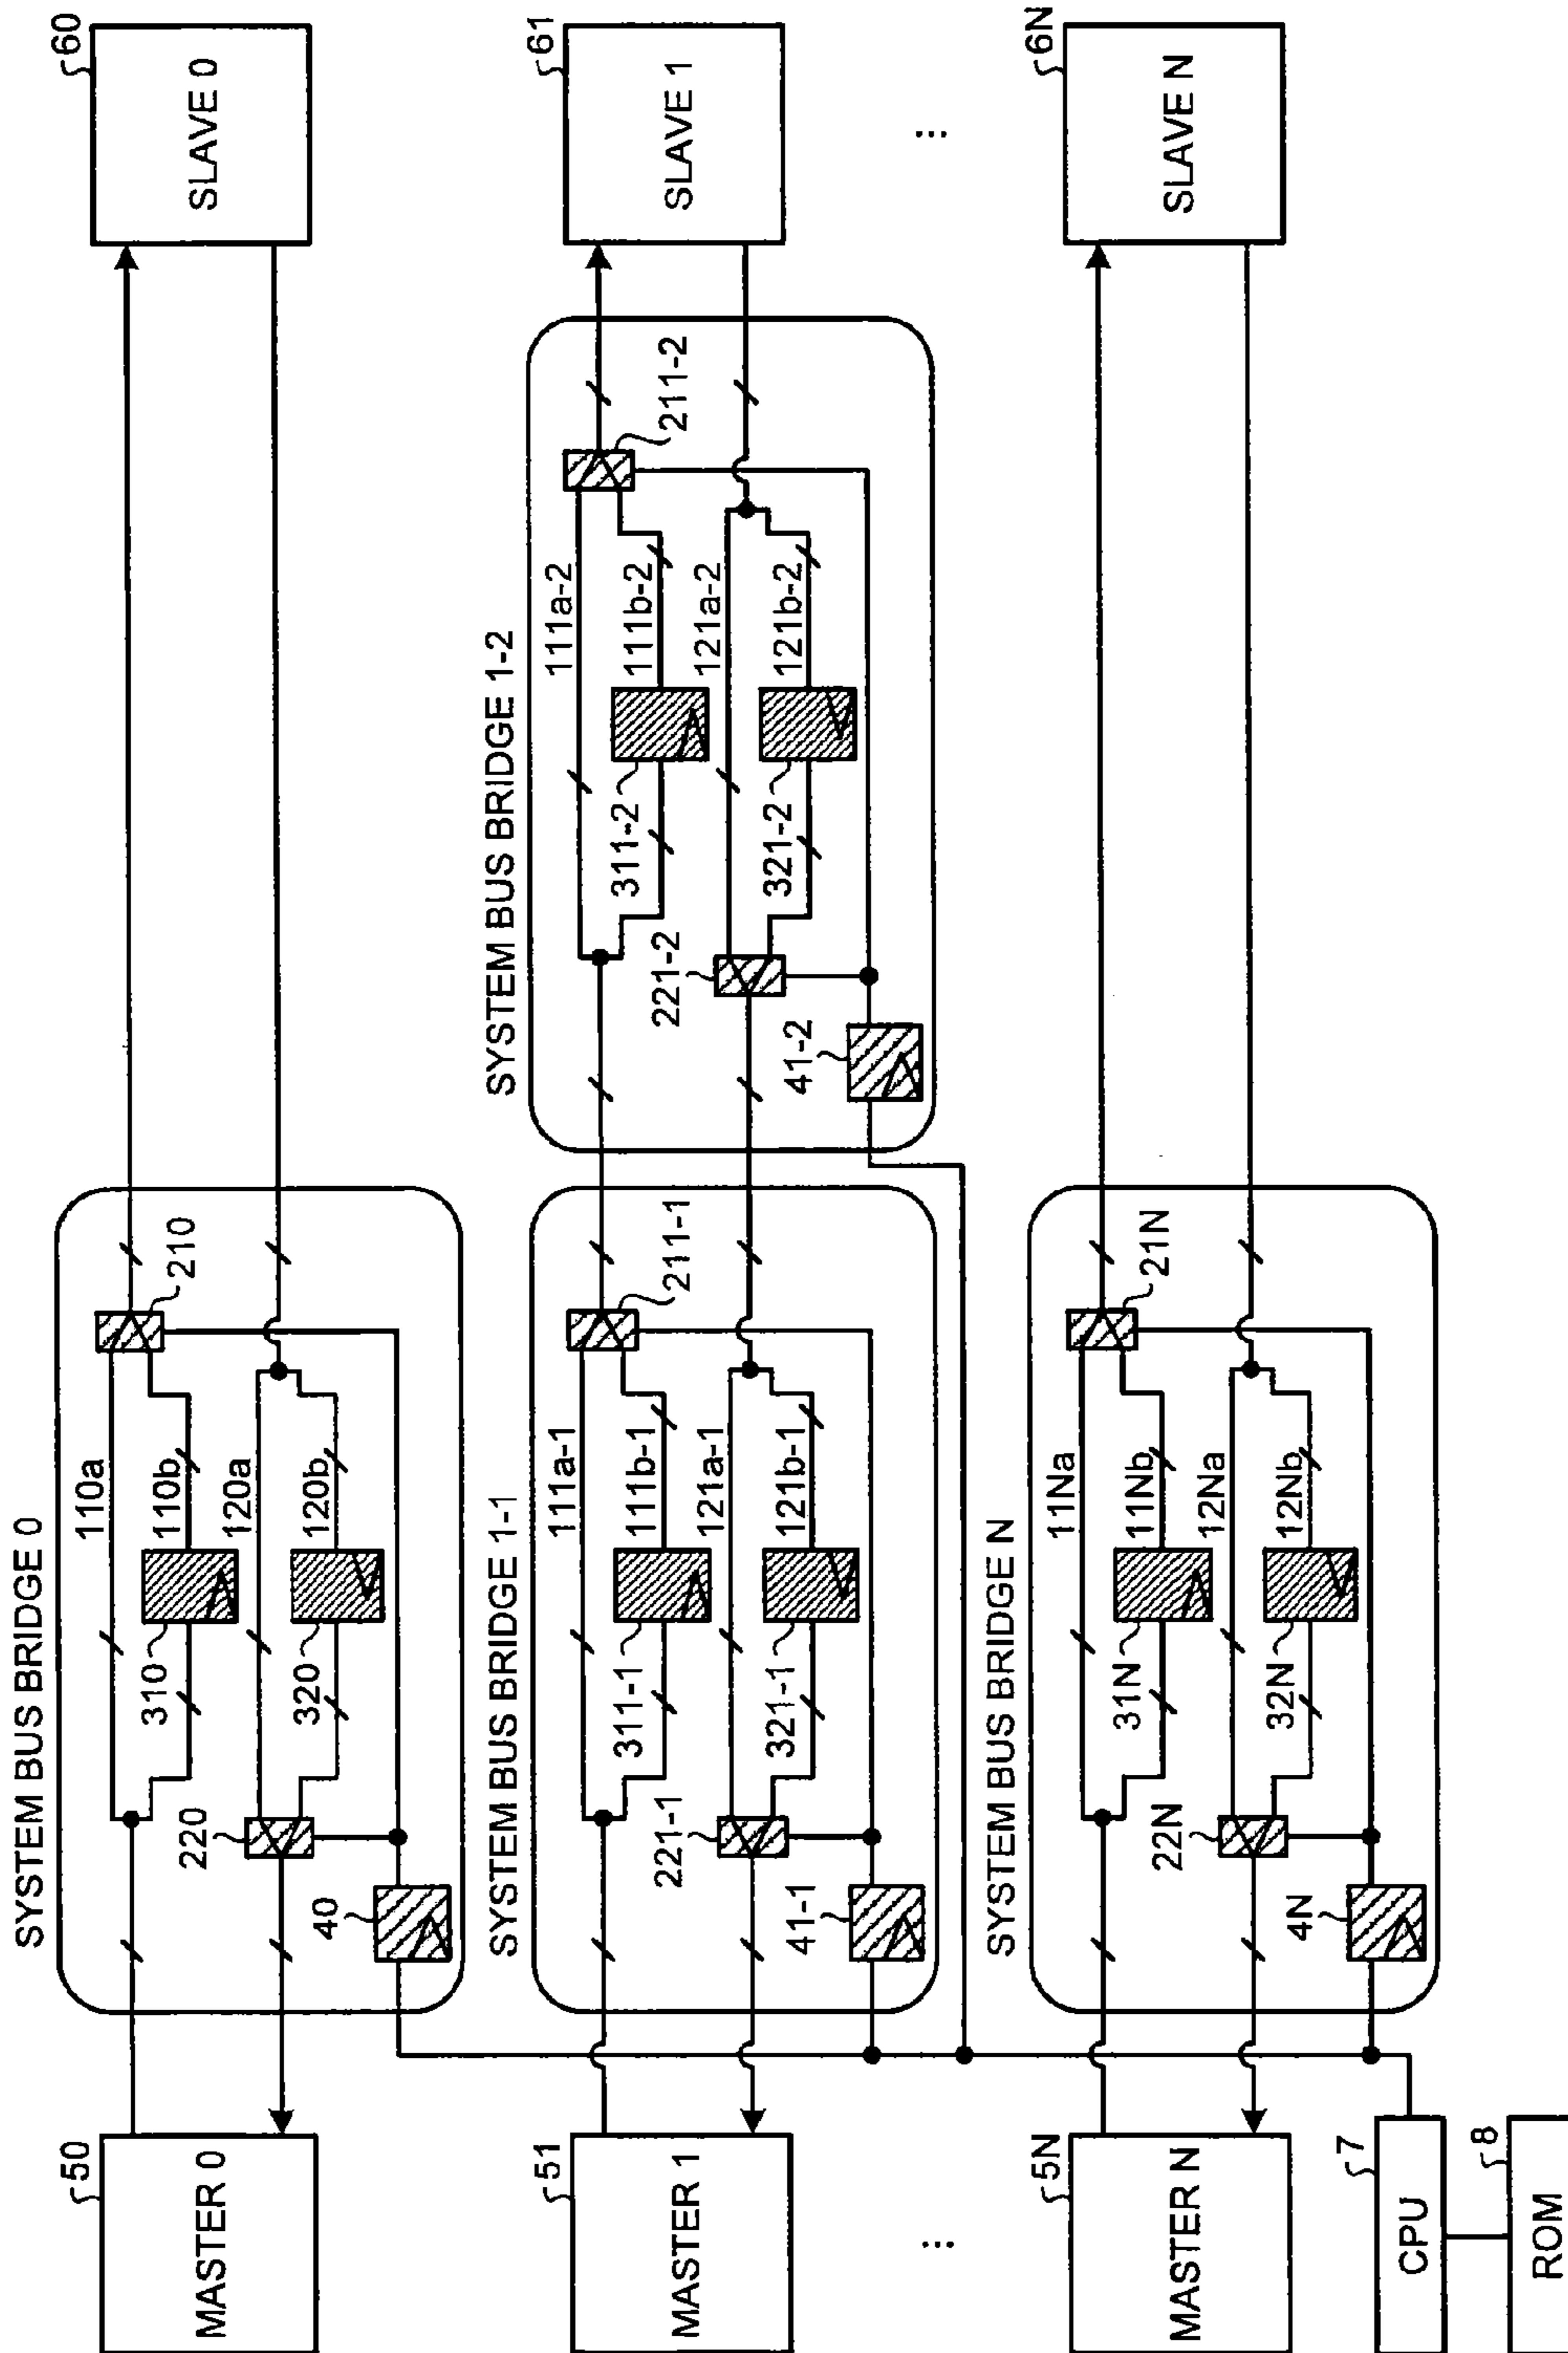 SYSTEM BUS BRIDGE 0
50
MASTER 0
220
40
310
320
110a
110b
120a
120b
210
60
SLAVE 0
SYSTEM BUS BRIDGE 1-1
51
MASTER 1
221-1
41-1
311-1
321-1
111a-1
111b-1
121a-1
121b-1
211-1
SYSTEM BUS BRIDGE 1-2
221-2
41-2
311-2
321-2
111a-2
111b-2
121a-2
121b-2
211-2
61
SLAVE 1
...
...
SYSTEM BUS BRIDGE N
5N
MASTER N
22N
4N
31N
32N
11Na
11Nb
12Na
12Nb
21N
6N
SLAVE N
7
CPU
8
ROM